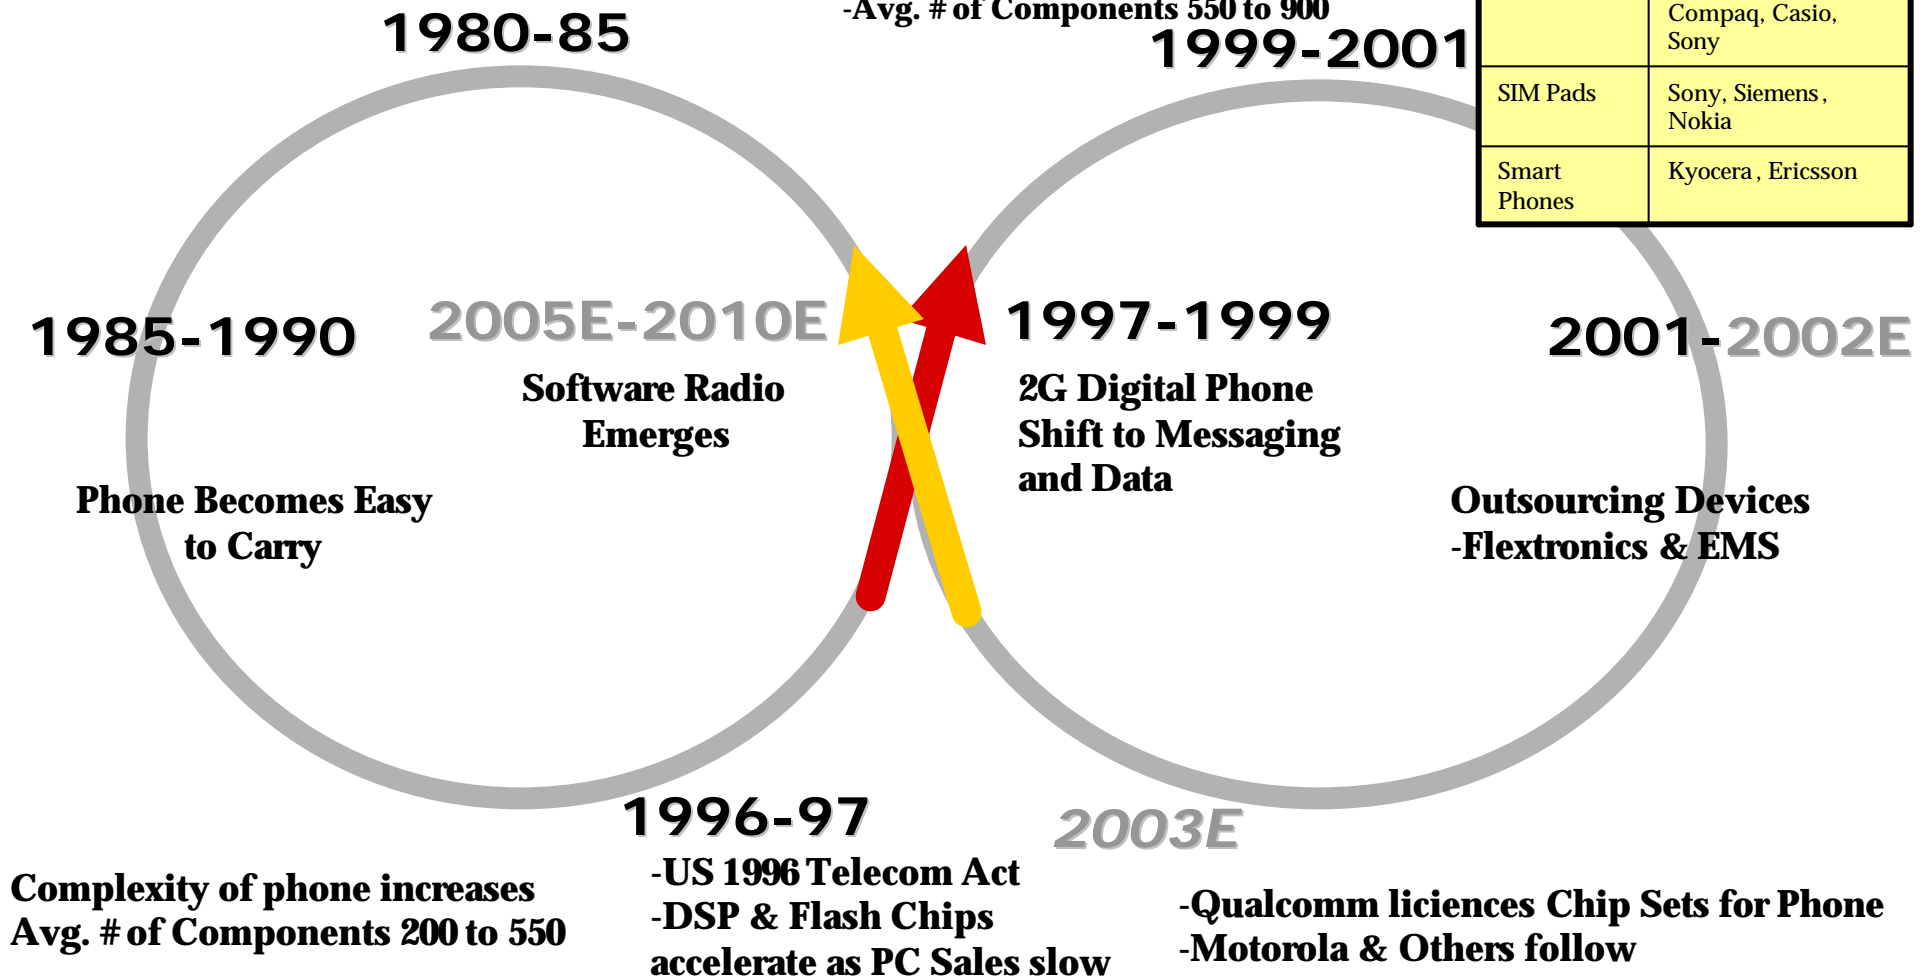 -Avg. # of Components 550 to 900
1980-85
1999-2001
Compaq, Casio,
Sony
SIM Pads
Sony, Siemens,
Nokia
Smart
Phones
Kyocera, Ericsson
1985-1990
2005E-2010E
1997-1999
2001-2002E
Software Radio
Emerges
2G Digital Phone
Shift to Messaging
and Data
Phone Becomes Easy
to Carry
Outsourcing Devices
-Flextronics & EMS
1996-97
2003E
-US 1996 Telecom Act
-DSP & Flash Chips
accelerate as PC Sales slow
Complexity of phone increases
Avg. # of Components 200 to 550
-Qualcomm liciences Chip Sets for Phone
-Motorola & Others follow